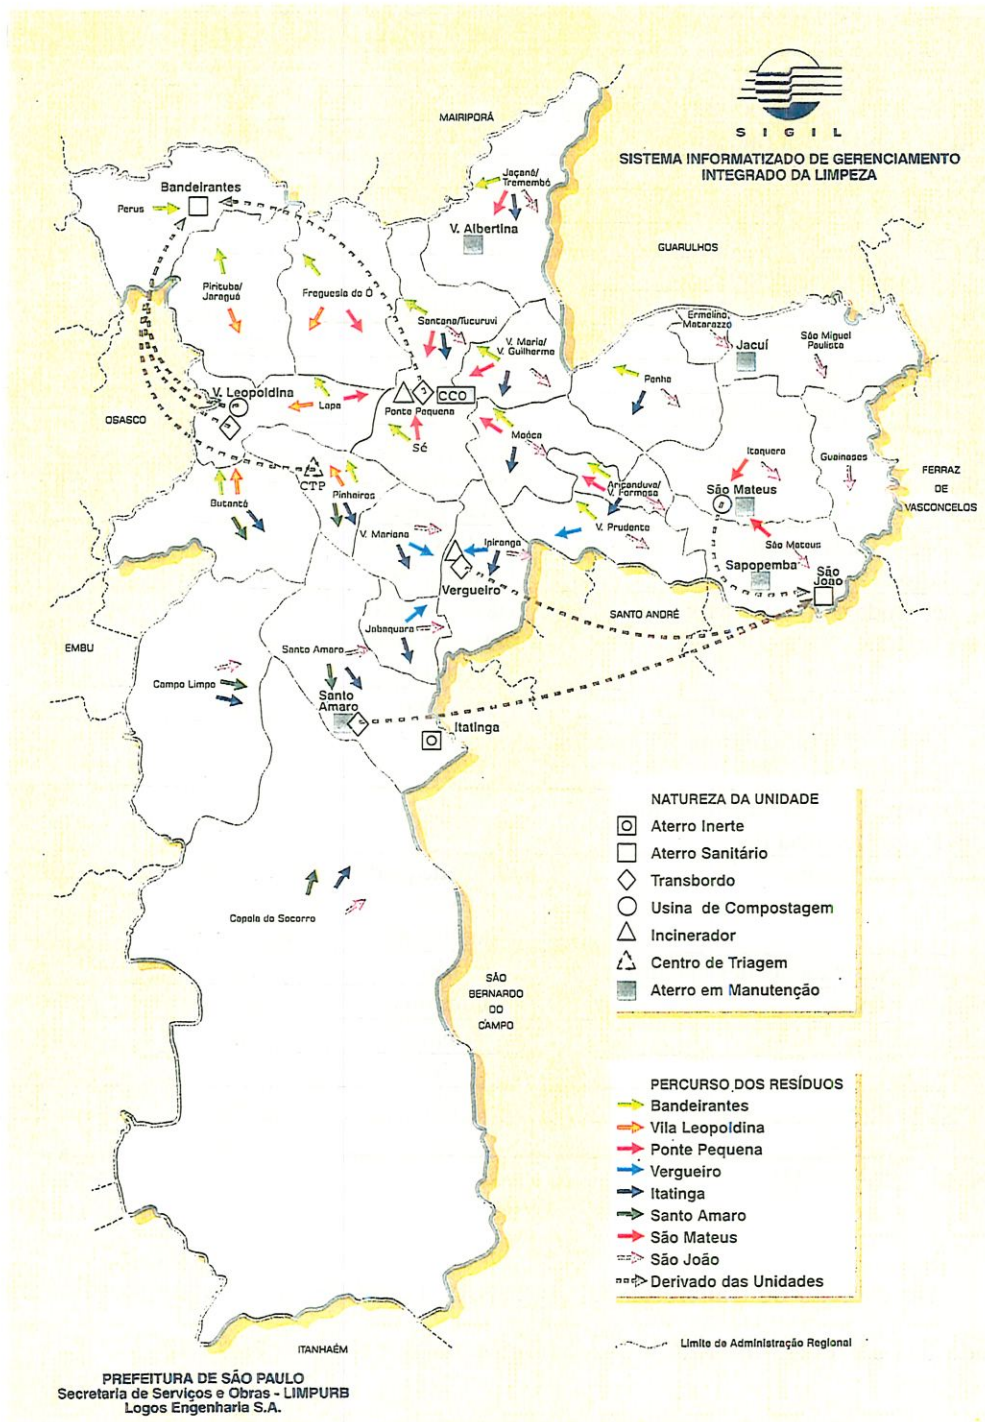 SIGIL
SISTEMA INFORMATIZADO DE GERENCIAMENTO
INTEGRADO DA LIMPEZA
MAIRIPORÁ
Jaçanã/
Tremembé
V. Albertina
GUARULHOS
Bandeirantes
Perus
Pirituba/
Jaraguá
Freguesia do Ó
Santana/Tucuruvi
V. Maria/
V. Guilherme
Ermelino
Matarazzo
Jacuí
São Miguel
Paulista
Penha
V. Leopoldina
OSASCO
Lapa
Ponte Pequena
CCO
Sé
Moóca
Itaquera
Guaianases
FERRAZ
DE
VASCONCELOS
CTP
Pinheiros
Butantã
Aricanduva/
V. Formosa
São Mateus
V. Prudente
São Mateus
V. Mariana
Ipiranga
Vergueiro
Sapopemba
São
João
SANTO ANDRÉ
Jabaquara
EMBU
Santo Amaro
Campo Limpo
Santo
Amaro
Itatinga
Capela do Socorro
SÃO
BERNARDO
DO
CAMPO
NATUREZA DA UNIDADE
Aterro Inerte
Aterro Sanitário
Transbordo
Usina de Compostagem
Incinerador
Centro de Triagem
Aterro em Manutenção
PERCURSO DOS RESÍDUOS
Bandeirantes
Vila Leopoldina
Ponte Pequena
Vergueiro
Itatinga
Santo Amaro
São Mateus
São João
Derivado das Unidades
Limite de Administração Regional
ITANHAÉM
PREFEITURA DE SÃO PAULO
Secretaria de Serviços e Obras - LIMPURB
Logos Engenharia S.A.